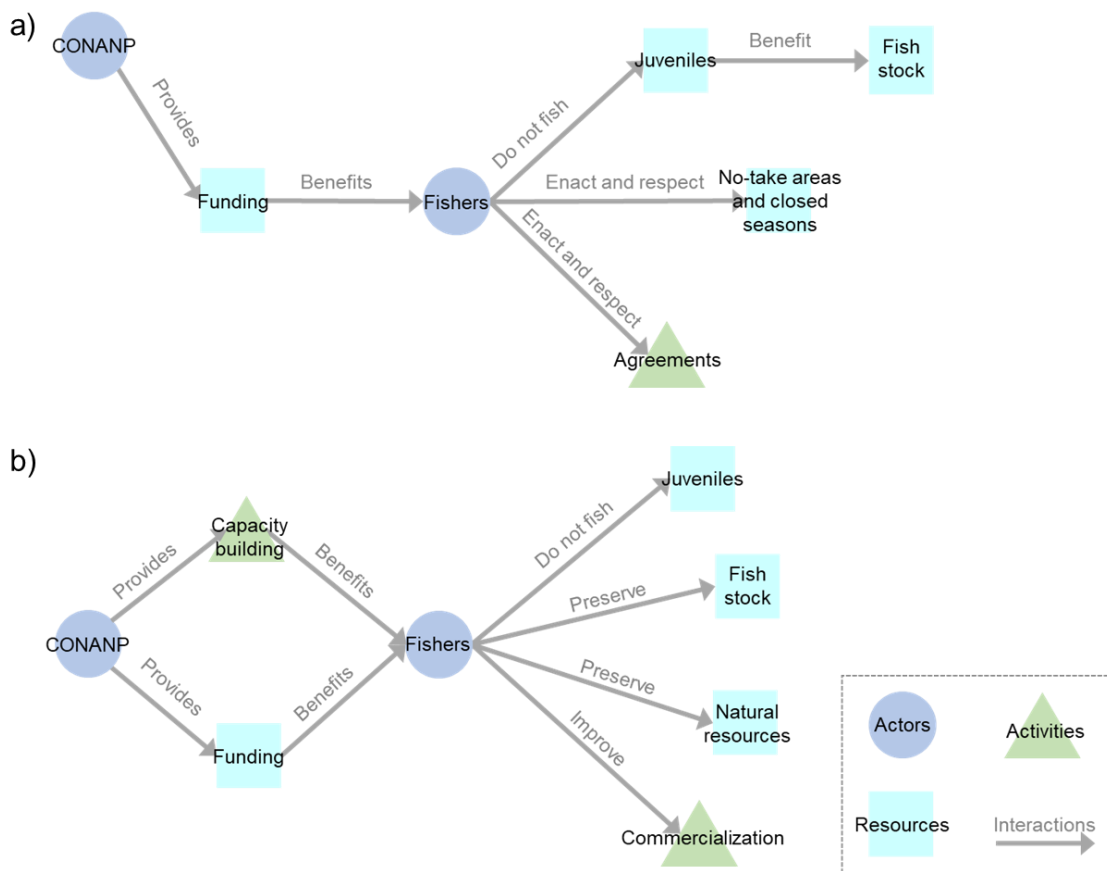 a)
CONANP
Provides
Funding
Benefits
Fishers
Do not fish
Juveniles
Benefit
Fish
stock
Enact and respect
No-take areas
and closed
seasons
Enact and respect
Agreements
b)
CONANP
Provides
Capacity
building
Benefits
Provides
Funding
Benefits
Fishers
Do not fish
Juveniles
Preserve
Fish
stock
Preserve
Natural
resources
Improve
Commercialization
Actors
Activities
Resources
Interactions